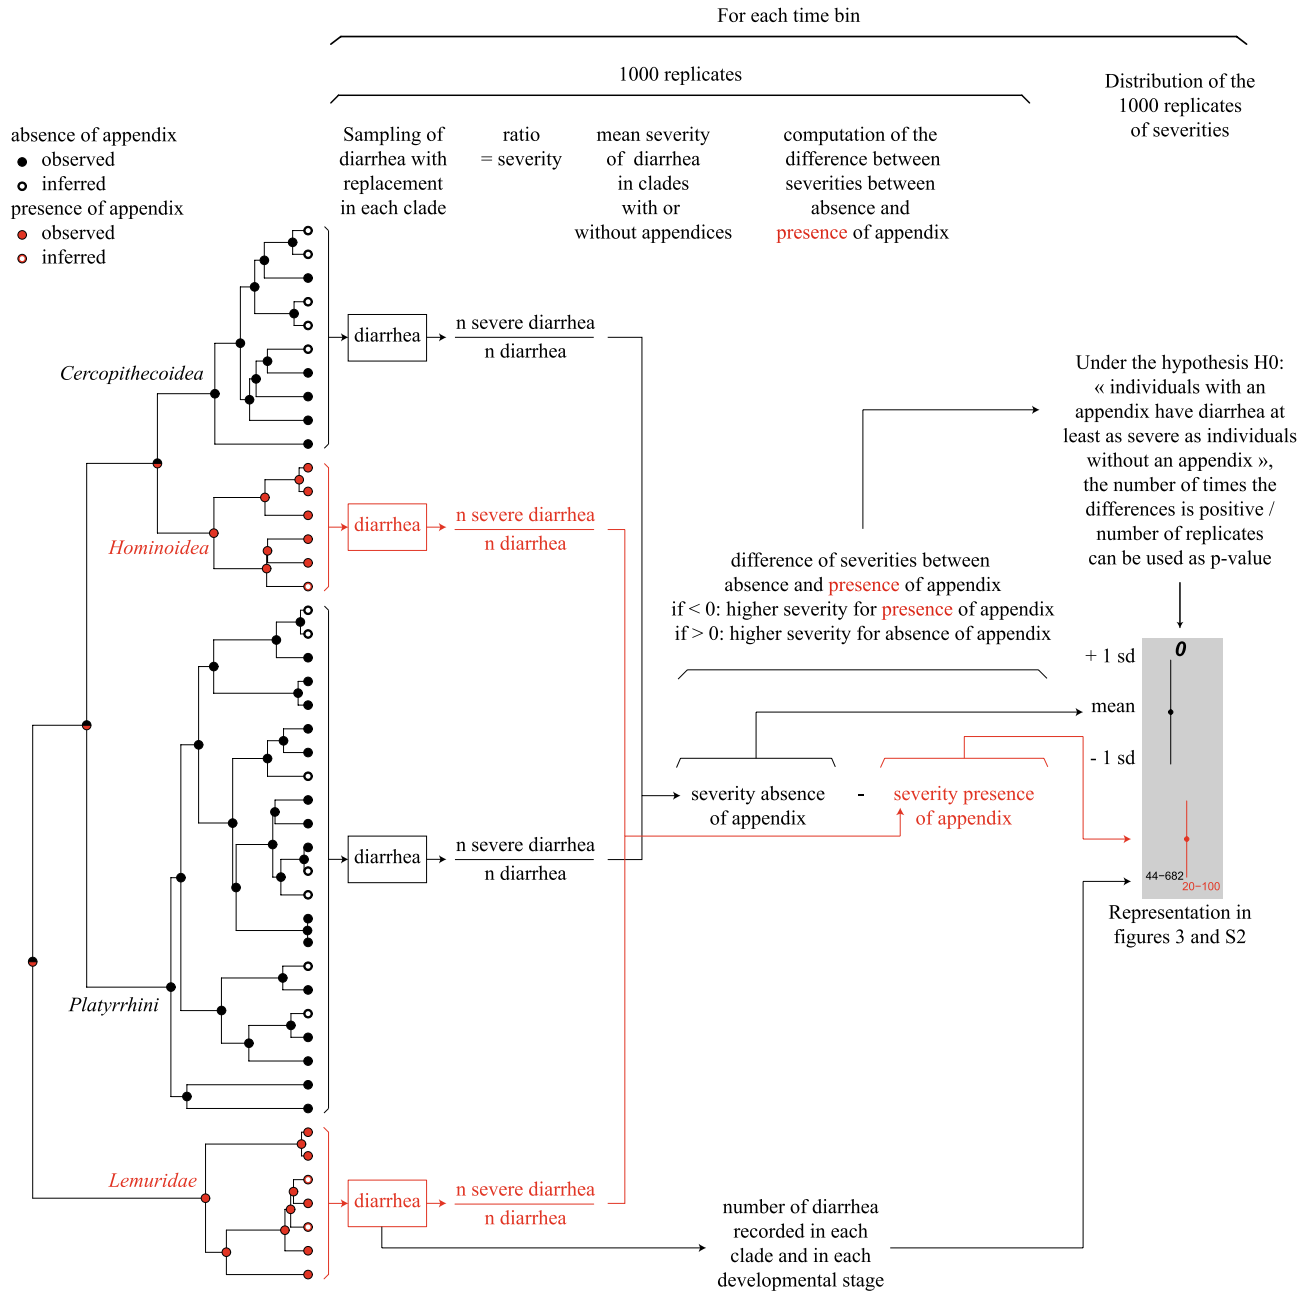 For each time bin
1000 replicates
Distribution of the
1000 replicates
of severities
absence of appendix
observed
inferred
presence of appendix
observed
inferred
Sampling of
diarrhea with
replacement
in each clade
ratio
= severity
mean severity
of diarrhea
in clades
with or
without appendices
computation of the
difference between
severities between
absence and
presence of appendix
Cercopithecoidea
diarrhea
n severe diarrhea
n diarrhea
Hominoidea
diarrhea
n severe diarrhea
n diarrhea
Under the hypothesis H0:
« individuals with an
appendix have diarrhea at
least as severe as individuals
without an appendix »,
the number of times the
differences is positive /
number of replicates
can be used as p-value
difference of severities between
absence and presence of appendix
if < 0: higher severity for presence of appendix
if > 0: higher severity for absence of appendix
0
+ 1 sd
mean
- 1 sd
severity absence
of appendix
-
severity presence
of appendix
diarrhea
n severe diarrhea
n diarrhea
44−682
20−100
Representation in
figures 3 and S2
Platyrrhini
Lemuridae
diarrhea
n severe diarrhea
n diarrhea
number of diarrhea
recorded in each
clade and in each
developmental stage